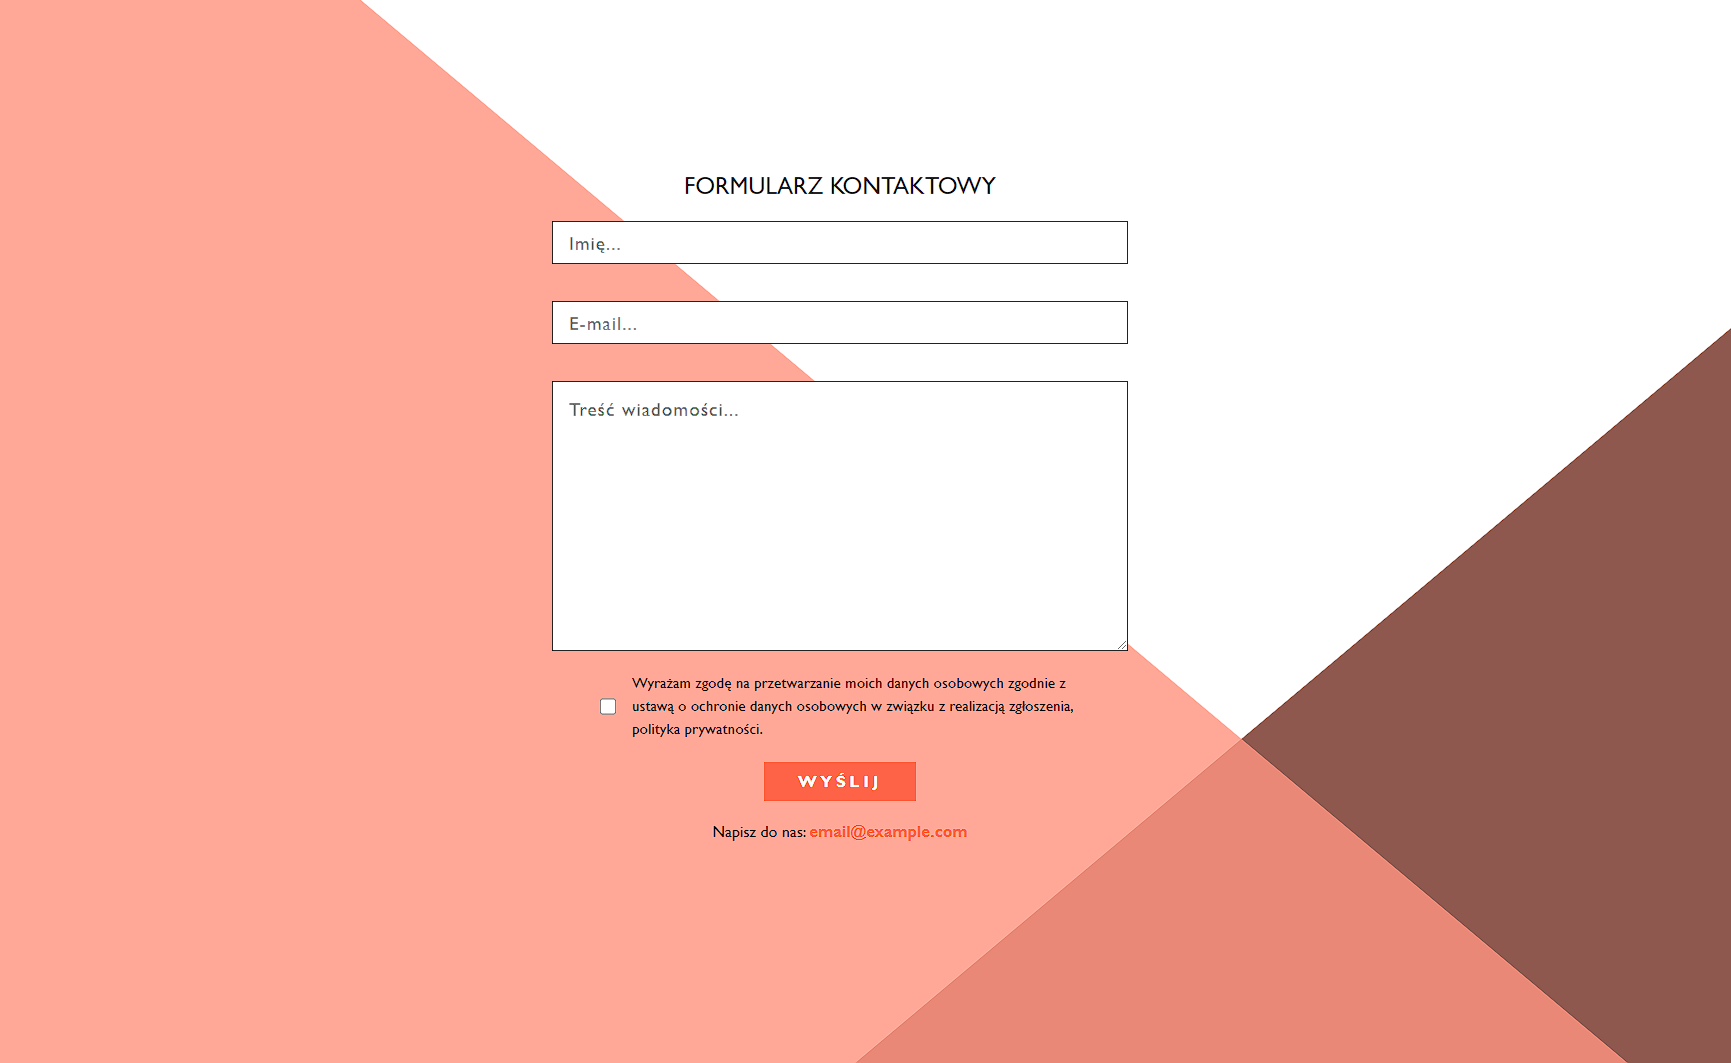 FORMULARZ KONTAKTOWY
Imię...
E-mail...
Treść wiadomości...
Wyrażam zgodę na przetwarzanie moich danych osobowych zgodnie z
ustawą o ochronie danych osobowych w związku z realizacją zgłoszenia,
polityka prywatności.
WYŚLIJ
Napisz do nas: email@example.com